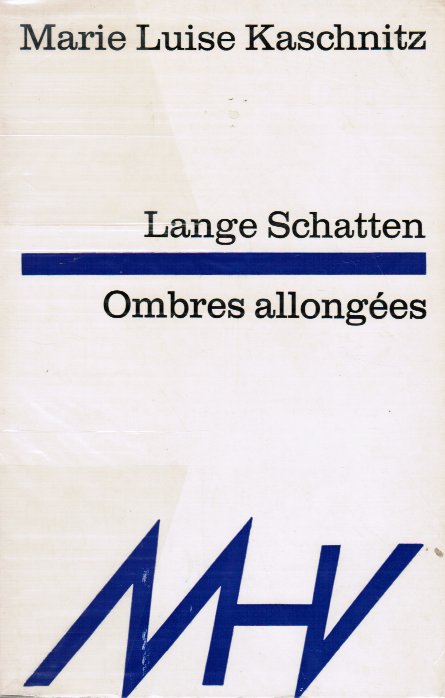 Marie Luise Kaschnitz
Lange Schatten
Ombres allongées
MHV